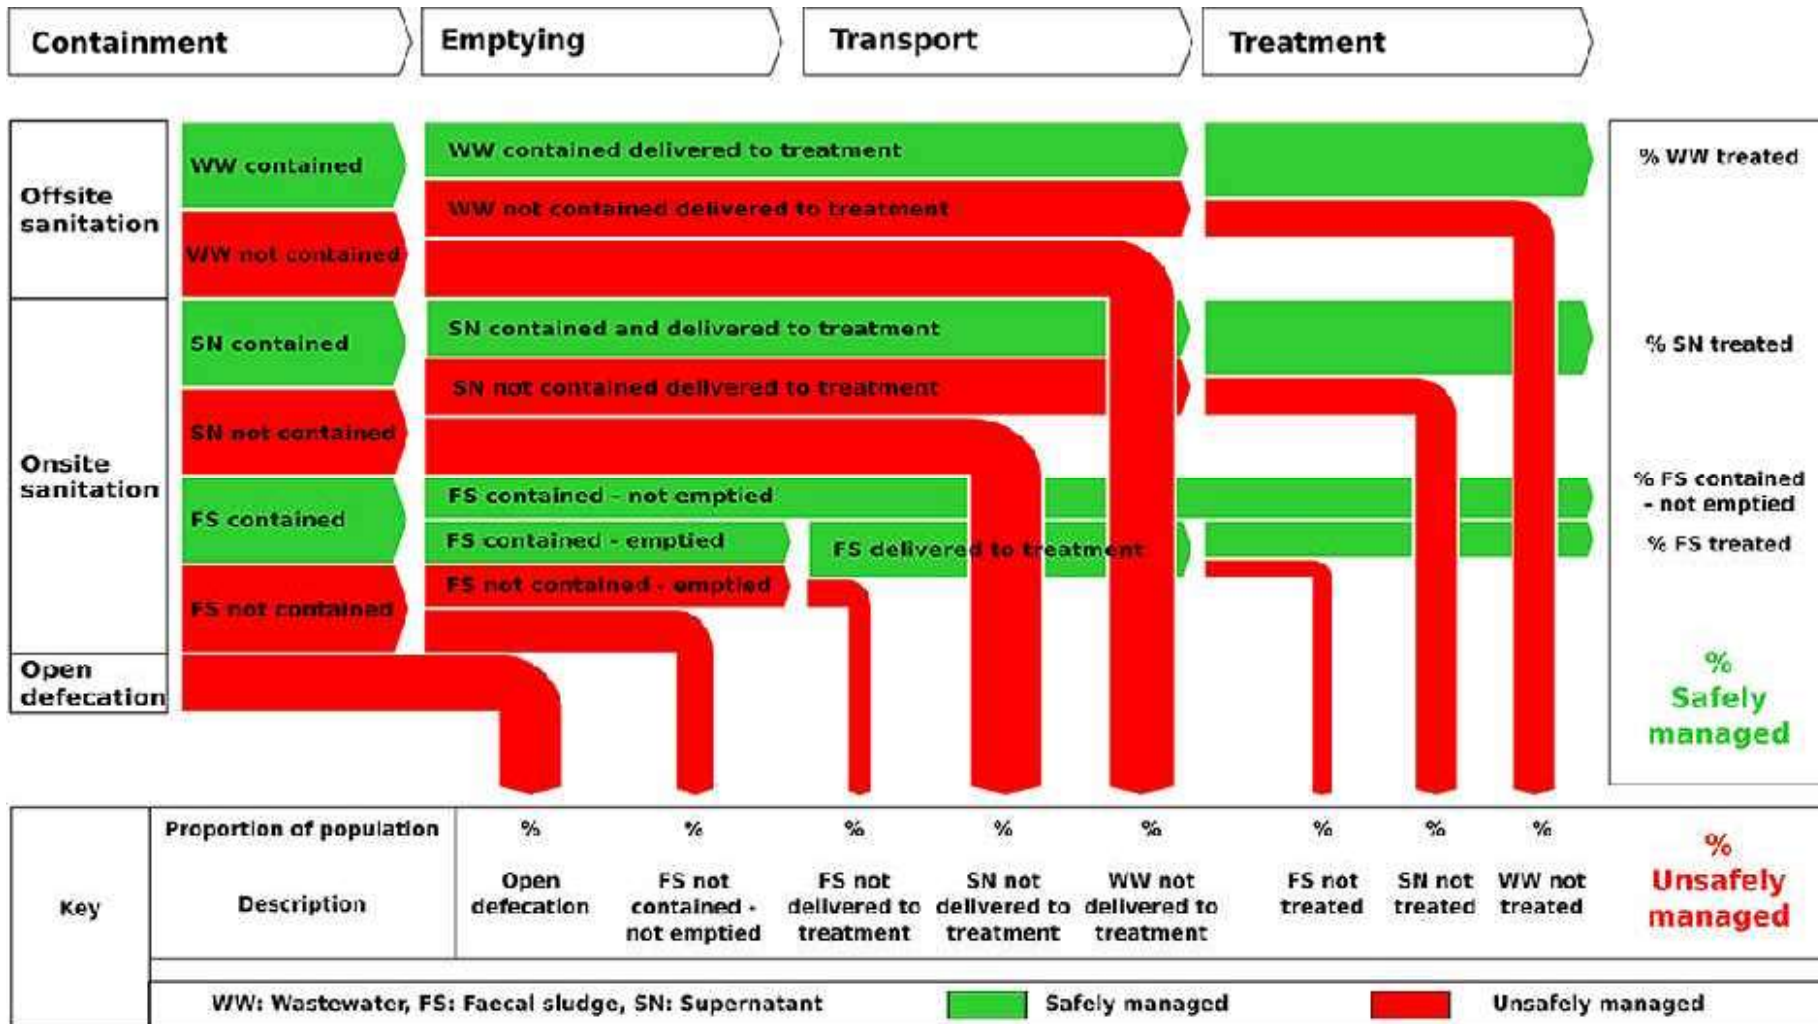 Containment
Emptying
Transport
Treatment
Offsite
sanitation
WW contained
WW not contained
WW contained delivered to treatment
WW not contained delivered to treatment
% WW treated
Onsite
sanitation
SN contained
SN not contained
FS contained
FS not contained
SN contained and delivered to treatment
SN not contained delivered to treatment
FS contained - not emptied
FS contained - emptied
FS not contained - emptied
FS delivered to treatment
% SN treated
% FS contained
- not emptied
% FS treated
Open
defecation
%
Safely
managed
Key
Proportion of population
% % % % % % % %
Description
Open
defecation
FS not
contained -
not emptied
FS not
delivered to
treatment
SN not
delivered to
treatment
WW not
delivered to
treatment
FS not
treated
SN not
treated
WW not
treated
%
Unsafely
managed
WW: Wastewater, FS: Faecal sludge, SN: Supernatant
Safely managed
Unsafely managed